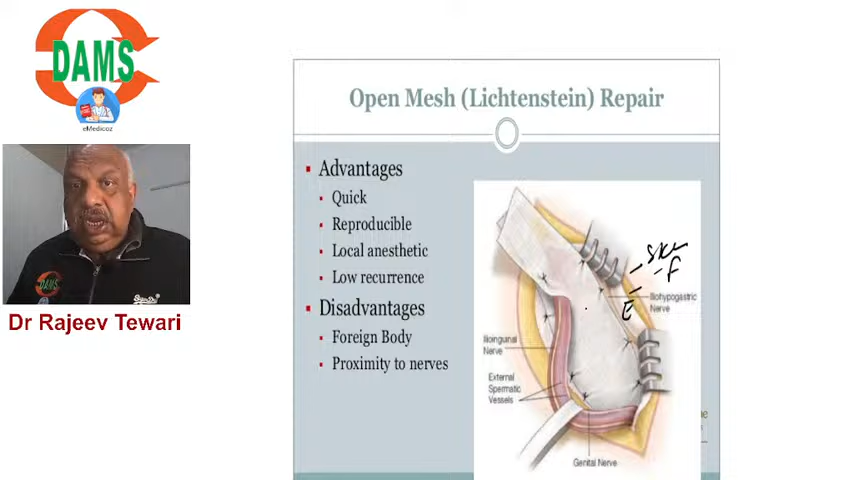 DAMS
eMedicoz
DAMS
Dr Rajeev Tewari
Open Mesh (Lichtenstein) Repair
Advantages
Quick
Reproducible
Local anesthetic
Low recurrence
Disadvantages
Foreign Body
Proximity to nerves
F
E
Iliohypogastric
Nerve
Ilioinguinal
Nerve
External
Spermatic
Vessels
Genital Nerve